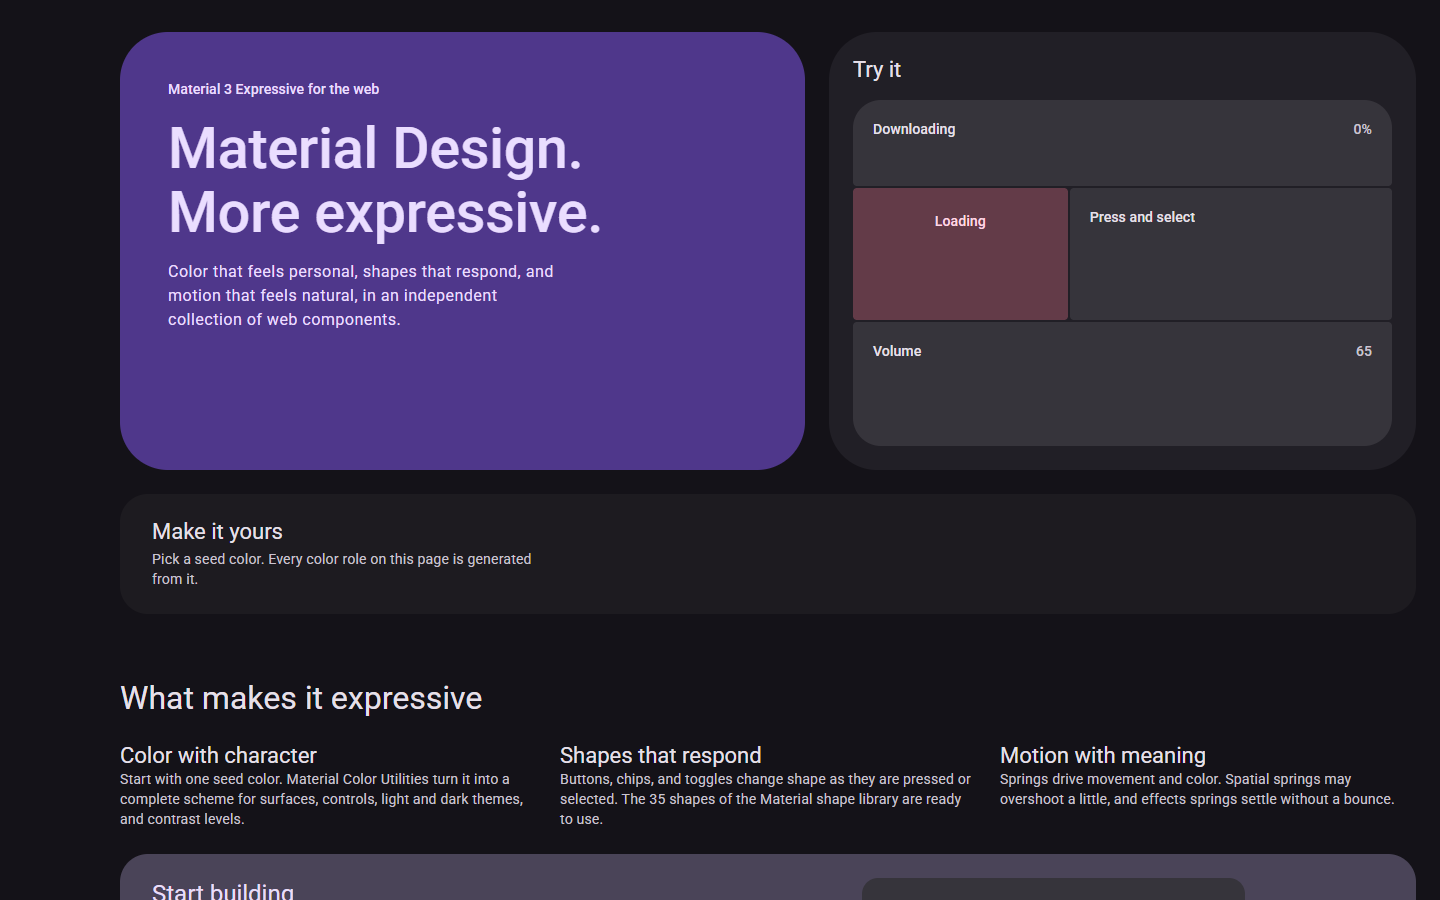 Material 3 Expressive for the web
Material Design.
More expressive.
Color that feels personal, shapes that respond, and
motion that feels natural, in an independent
collection of web components.
Try it
Downloading 0%
Loading
Press and select
Volume 65
Make it yours
Pick a seed color. Every color role on this page is generated
from it.
What makes it expressive
Color with character
Start with one seed color. Material Color Utilities turn it into a
complete scheme for surfaces, controls, light and dark themes,
and contrast levels.
Shapes that respond
Buttons, chips, and toggles change shape as they are pressed or
selected. The 35 shapes of the Material shape library are ready
to use.
Motion with meaning
Springs drive movement and color. Spatial springs may
overshoot a little, and effects springs settle without a bounce.
Start building